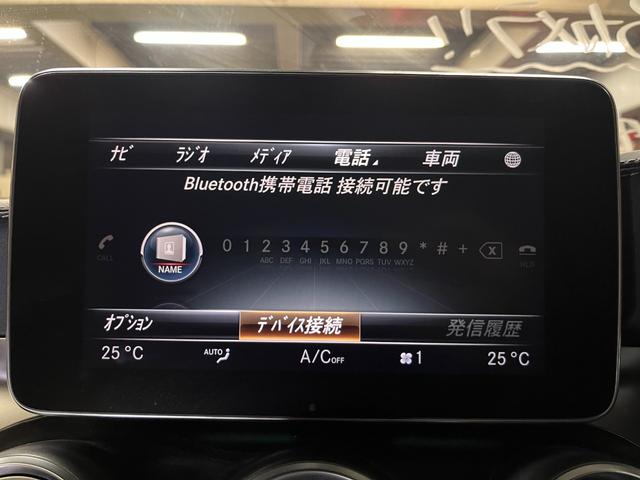 ナビ ラジオ メディア 電話 車両
Bluetooth携帯電話 接続可能です
CALL NAME 0 1 2 3 4 5 6 7 8 9 * # + X
ABC DEF GHI JKL MNO PQRS TUV WXYZ
オプション デバイス接続 発信履歴
25℃ AUTO A/C OFF 1 25℃